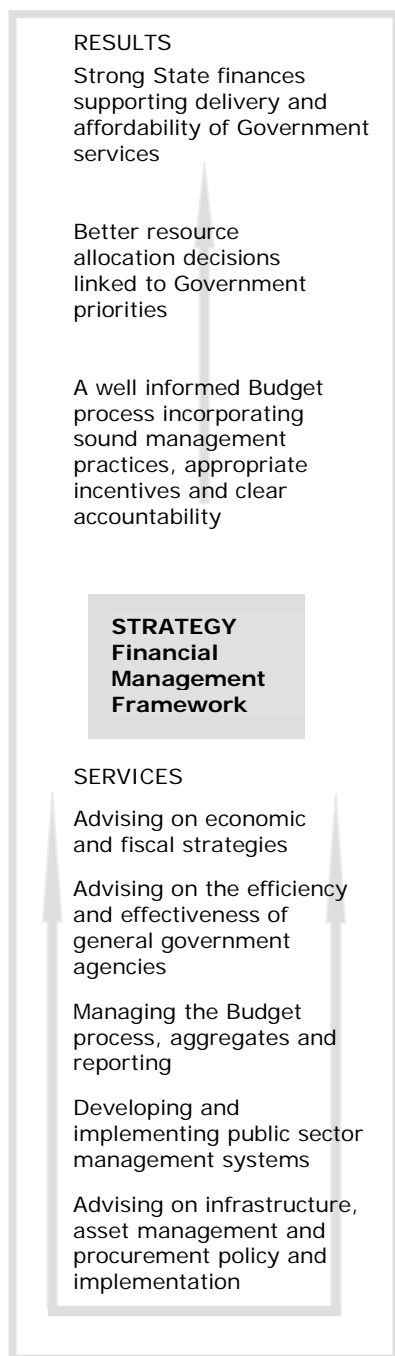 RESULTS
Strong State finances
supporting delivery and
affordability of Government
services
Better resource
allocation decisions
linked to Government
priorities
A well informed Budget
process incorporating
sound management
practices, appropriate
incentives and clear
accountability
STRATEGY
Financial
Management
Framework
SERVICES
Advising on economic
and fiscal strategies
Advising on the efficiency
and effectiveness of
general government
agencies
Managing the Budget
process, aggregates and
reporting
Developing and
implementing public sector
management systems
Advising on infrastructure,
asset management and
procurement policy and
implementation